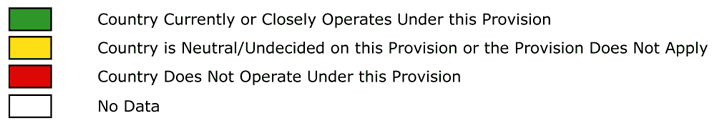 Country Currently or Closely Operates Under this Provision
Country is Neutral/Undecided on this Provision or the Provision Does Not Apply
Country Does Not Operate Under this Provision
No Data